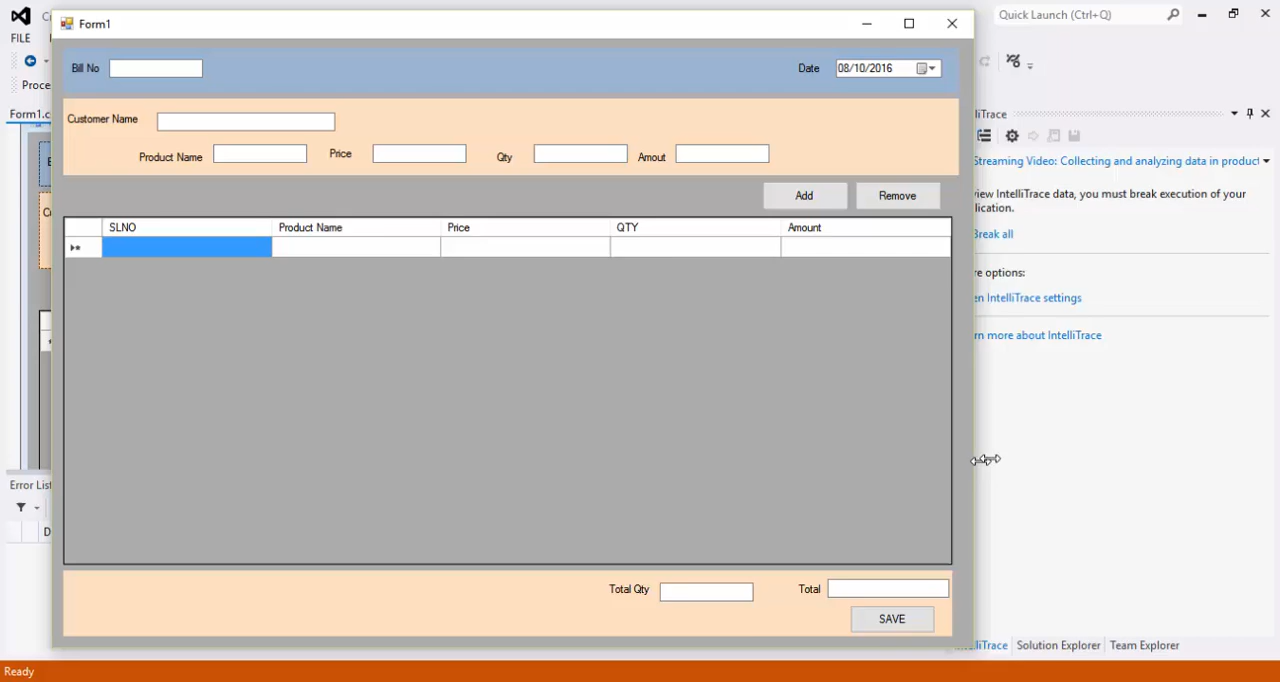 Form1
Quick Launch (Ctrl+Q)
FILE
Bill No
Date
08/10/2016
Proce
Form1.c
Customer Name
Product Name
Price
Qty
Amout
Add
Remove
SLNO
Product Name
Price
QTY
Amount
Total Qty
Total
SAVE
liTrace
Streaming Video: Collecting and analyzing data in product
view IntelliTrace data, you must break execution of your
lication.
Break all
re options:
en IntelliTrace settings
rn more about IntelliTrace
Error List
D
IntelliTrace
Solution Explorer
Team Explorer
Ready